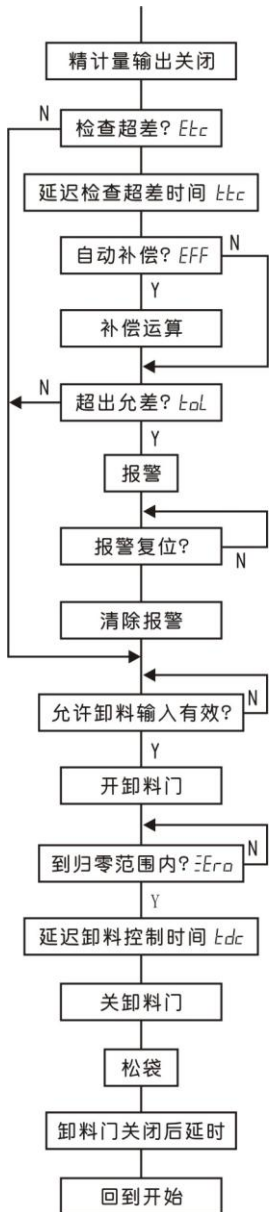 精计量输出关闭
N
检查超差? Etc
延迟检查超差时间 ttc
自动补偿? EFF
N
Y
补偿运算
N
超出允差? toL
Y
报警
报警复位?
N
清除报警
允许卸料输入有效?
N
Y
开卸料门
到归零范围内? ZEro
N
Y
延迟卸料控制时间 tdc
关卸料门
松袋
卸料门关闭后延时
回到开始